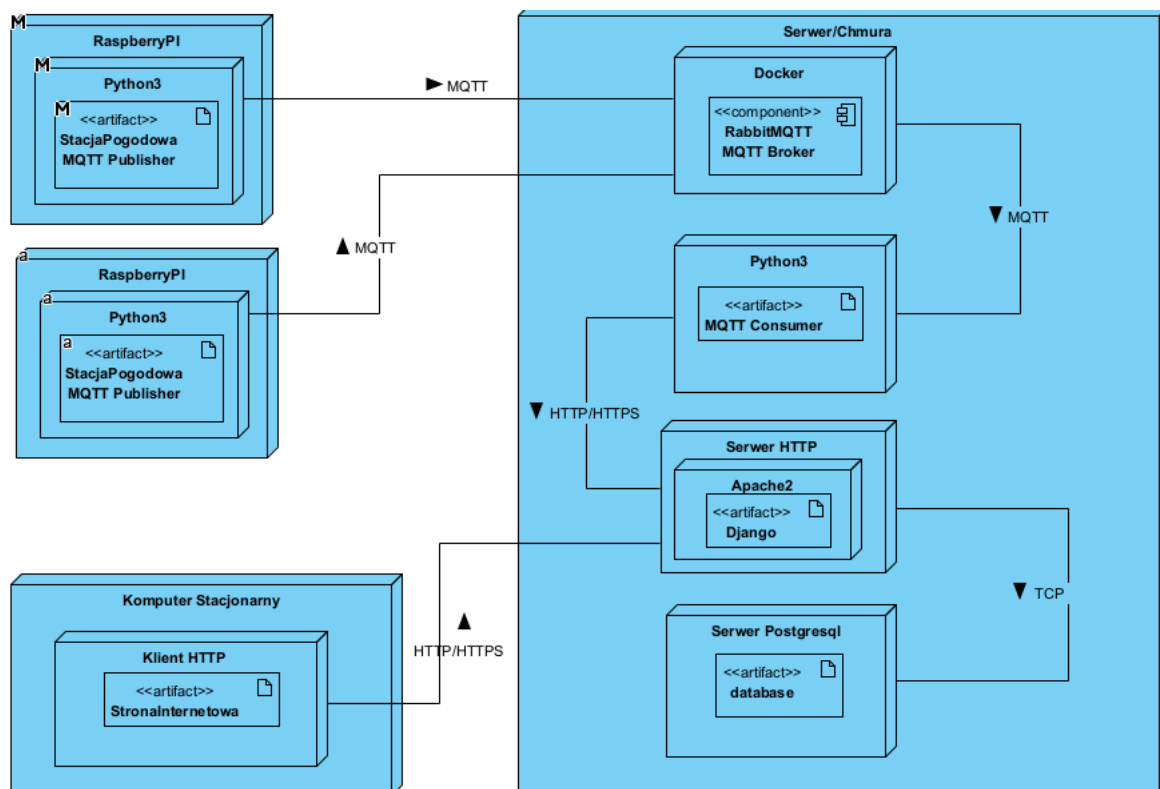 M
RaspberryPI
M
Python3
M
<<artifact>>
StacjaPogodowa
MQTT Publisher
MQTT
a
RaspberryPI
a
Python3
a
<<artifact>>
StacjaPogodowa
MQTT Publisher
MQTT
Komputer Stacjonarny
Klient HTTP
<<artifact>>
StronaInternetowa
HTTP/HTTPS
Serwer/Chmura
Docker
<<component>>
RabbitMQTT
MQTT Broker
MQTT
Python3
<<artifact>>
MQTT Consumer
HTTP/HTTPS
Serwer HTTP
Apache2
<<artifact>>
Django
TCP
Serwer Postgresql
<<artifact>>
database